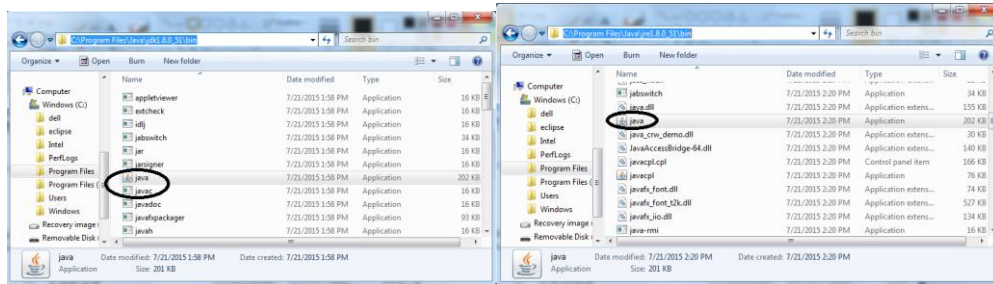 C:\Program Files\Java\jdk1.8.0_51\bin
Search bin
Organize Open Burn New folder
Name Date modified Type Size
Computer
Windows (C:)
dell
eclipse
Intel
PerfLogs
Program Files
Program Files (
Users
Windows
Recovery image
Removable Disk
appletviewer 7/21/2015 1:58 PM Application 16 KB
extcheck 7/21/2015 1:58 PM Application 16 KB
idlj 7/21/2015 1:58 PM Application 16 KB
jabswitch 7/21/2015 1:58 PM Application 34 KB
jar 7/21/2015 1:58 PM Application 16 KB
jarsigner 7/21/2015 1:58 PM Application 16 KB
java 7/21/2015 1:58 PM Application 202 KB
javac 7/21/2015 1:58 PM Application 16 KB
javadoc 7/21/2015 1:58 PM Application 16 KB
javafxpackager 7/21/2015 1:58 PM Application 93 KB
javah 7/21/2015 1:58 PM Application 16 KB
java Date modified: 7/21/2015 1:58 PM Date created: 7/21/2015 1:58 PM
Application Size: 201 KB
C:\Program Files\Java\jre1.8.0_51\bin
Search bin
Organize Open Burn New folder
Name Date modified Type Size
Computer
Windows (C:)
dell
eclipse
Intel
PerfLogs
Program Files
Program Files (
Users
Windows
Recovery image
Removable Disk
jabswitch 7/21/2015 2:20 PM Application 34 KB
java.dll 7/21/2015 2:20 PM Application extens... 155 KB
java 7/21/2015 2:20 PM Application 202 KB
java_crw_demo.dll 7/21/2015 2:20 PM Application extens... 30 KB
JavaAccessBridge-64.dll 7/21/2015 2:20 PM Application extens... 140 KB
javacpl.cpl 7/21/2015 2:20 PM Control panel item 166 KB
javacpl 7/21/2015 2:20 PM Application 76 KB
javafx_font.dll 7/21/2015 2:20 PM Application extens... 74 KB
javafx_font_t2k.dll 7/21/2015 2:20 PM Application extens... 527 KB
javafx_iio.dll 7/21/2015 2:20 PM Application extens... 134 KB
java-rmi 7/21/2015 2:20 PM Application 16 KB
java Date modified: 7/21/2015 2:20 PM Date created: 7/21/2015 2:20 PM
Application Size: 201 KB